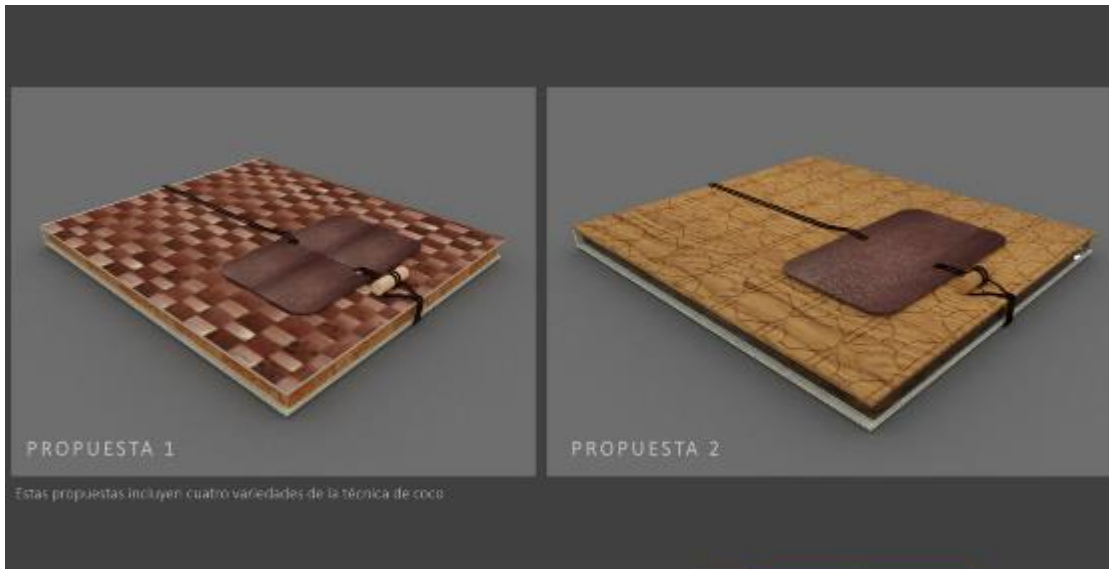 PROPUESTA 1
PROPUESTA 2
Estas propuestas incluyen cuatro variedades de la técnica de coco